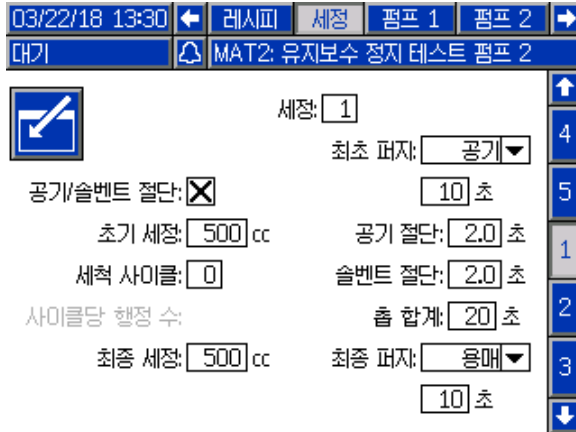 03/22/18 13:30 레시피 세정 펌프 1 펌프 2
대기 MAT2: 유지보수 정지 테스트 펌프 2
세정: 1
최초 퍼지: 공기
공기/솔벤트 절단: 10 초
초기 세정: 500 cc 공기 절단: 2.0 초
세척 사이클: 0 솔벤트 절단: 2.0 초
사이클당 행정 수: 촙 합계: 20 초
최종 세정: 500 cc 최종 퍼지: 용매
10 초
4
5
1
2
3